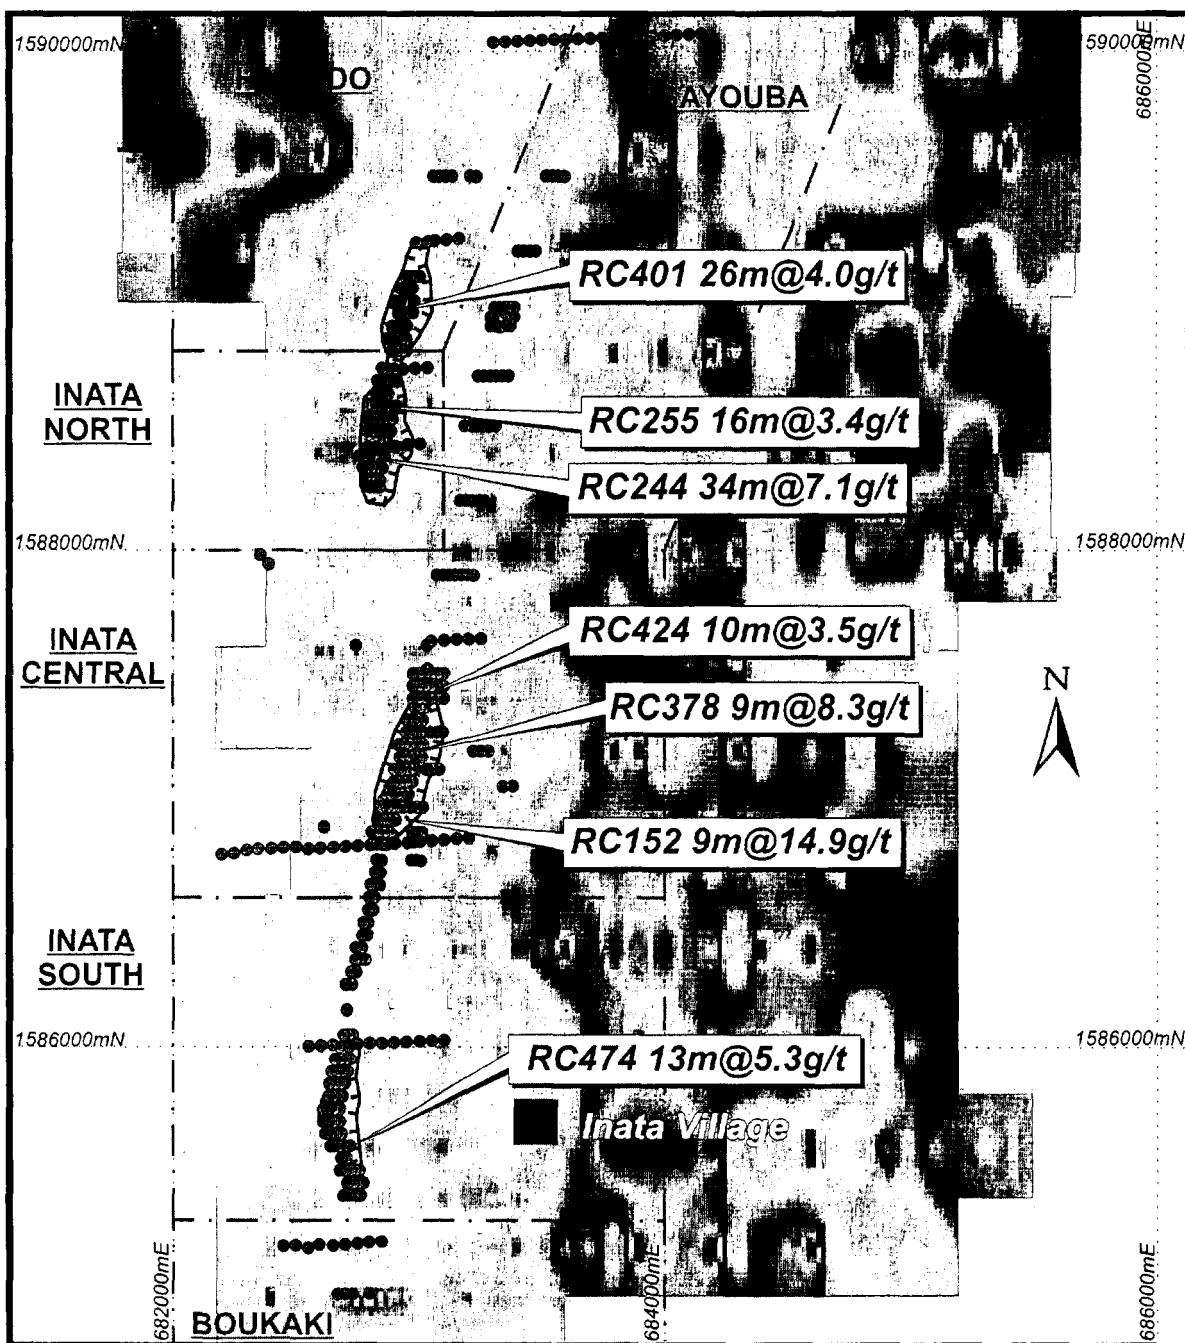 1590000mN
590000mN
686000mE
DO
AYOUBA
RC401 26m@4.0g/t
INATA
NORTH
RC255 16m@3.4g/t
RC244 34m@7.1g/t
1588000mN
1588000mN
INATA
CENTRAL
RC424 10m@3.5g/t
N
RC378 9m@8.3g/t
RC152 9m@14.9g/t
INATA
SOUTH
1586000mN
1586000mN
RC474 13m@5.3g/t
Inata Village
682000mE
684000mE
686000mE
BOUKAKI